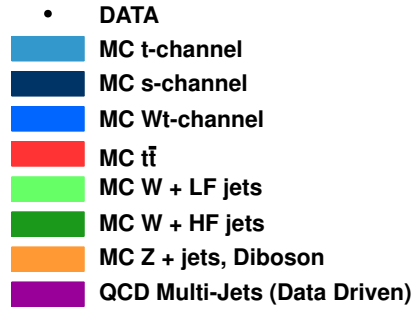 DATA
MC t-channel
MC s-channel
MC Wt-channel
MC tt̄
MC W + LF jets
MC W + HF jets
MC Z + jets, Diboson
QCD Multi-Jets (Data Driven)